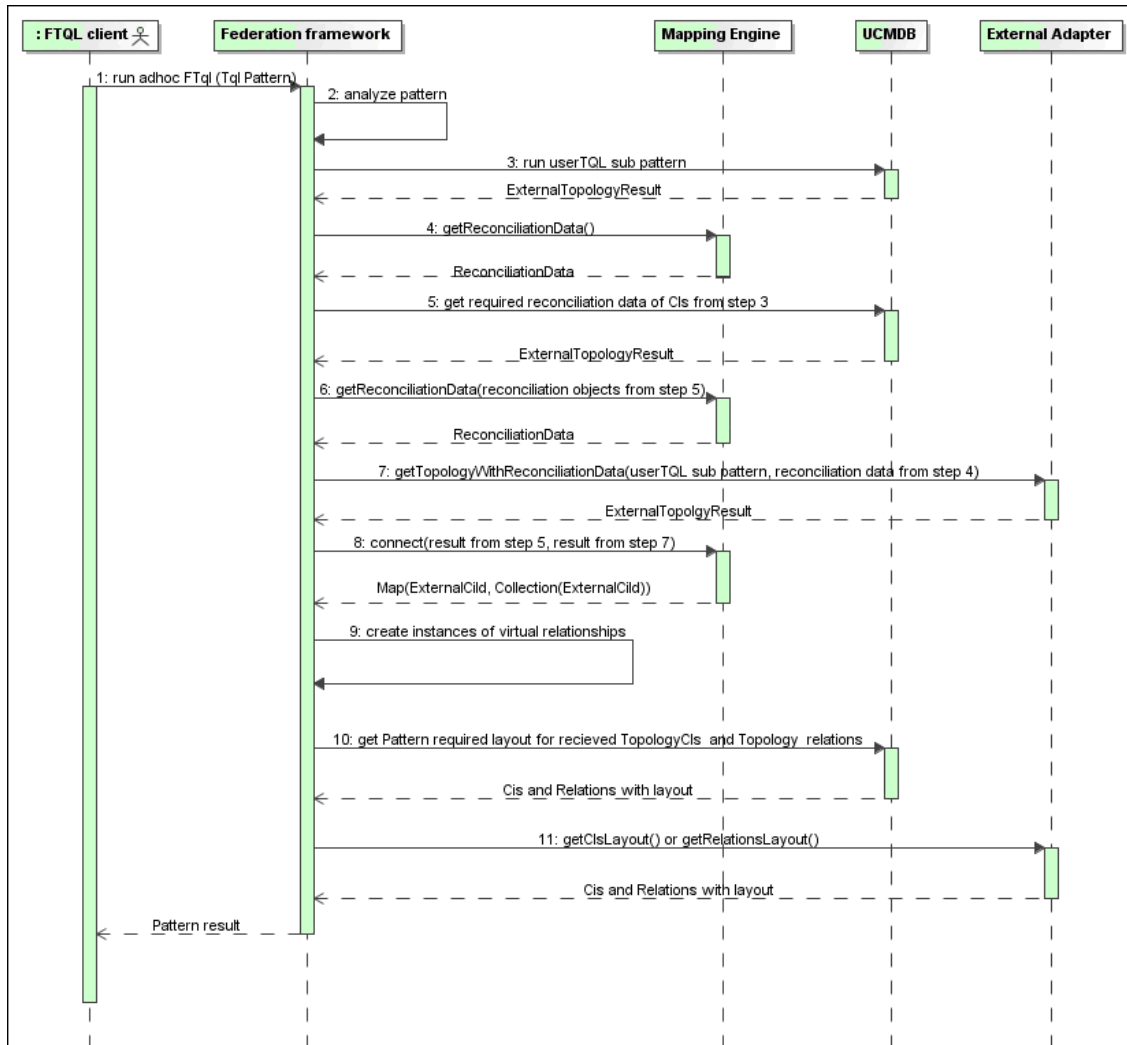 : FTQL client
Federation framework
Mapping Engine
UCMDB
External Adapter
1: run adhoc FTql (Tql Pattern)
2: analyze pattern
3: run userTQL sub pattern
ExternalTopologyResult
4: getReconciliationData()
ReconciliationData
5: get required reconciliation data of CIs from step 3
ExternalTopologyResult
6: getReconciliationData(reconciliation objects from step 5)
ReconciliationData
7: getTopologyWithReconciliationData(userTQL sub pattern, reconciliation data from step 4)
ExternalTopolgyResult
8: connect(result from step 5, result from step 7)
Map(ExternalCiId, Collection(ExternalCiId))
9: create instances of virtual relationships
10: get Pattern required layout for recieved TopologyCIs and Topology relations
Cis and Relations with layout
11: getCIsLayout() or getRelationsLayout()
Cis and Relations with layout
Pattern result